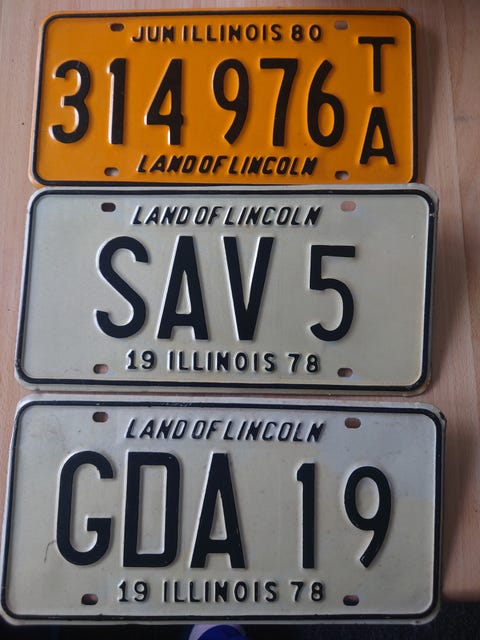 JUN ILLINOIS 80
314 976 TA
LAND OF LINCOLN
LAND OF LINCOLN
SAV 5
19 ILLINOIS 78
LAND OF LINCOLN
GDA 19
19 ILLINOIS 78